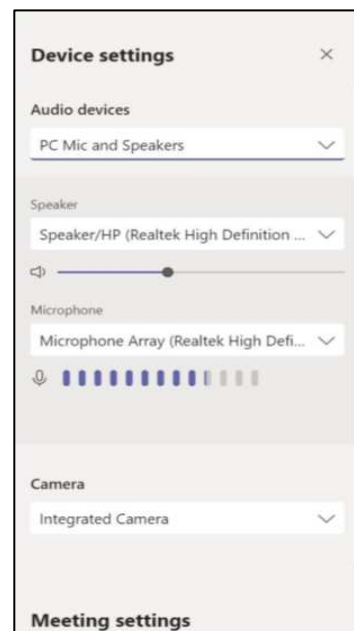 Device settings
Audio devices
PC Mic and Speakers
Speaker
Speaker/HP (Realtek High Definition ...
Microphone
Microphone Array (Realtek High Defi...
Camera
Integrated Camera
Meeting settings